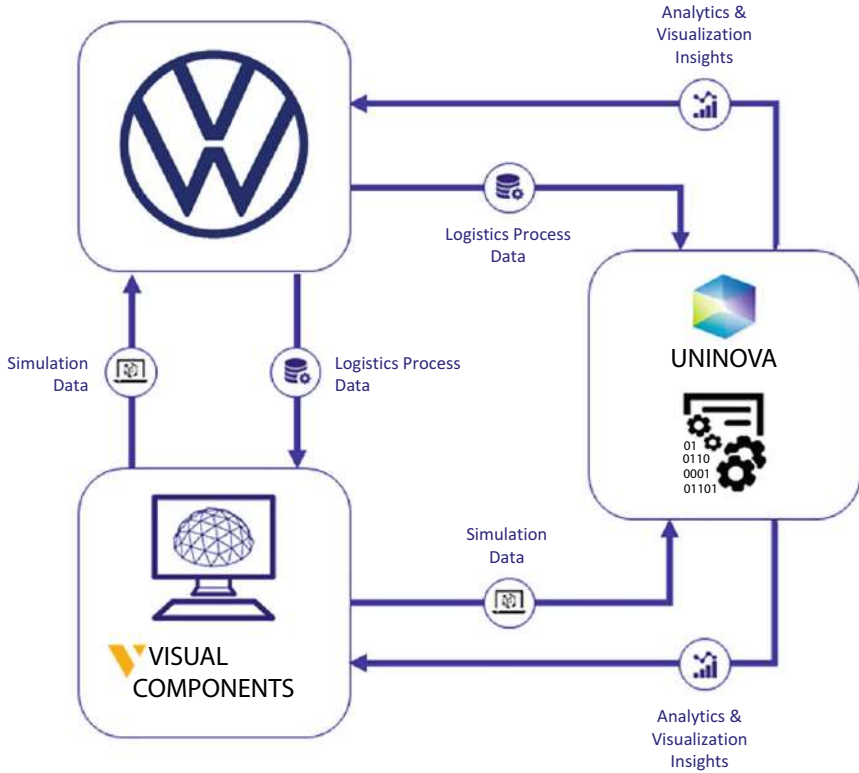 Analytics &
Visualization
Insights
Logistics Process
Data
UNINOVA
Simulation
Data
Logistics Process
Data
01
0110
0001
01101
Simulation
Data
VISUAL
COMPONENTS
Analytics &
Visualization
Insights